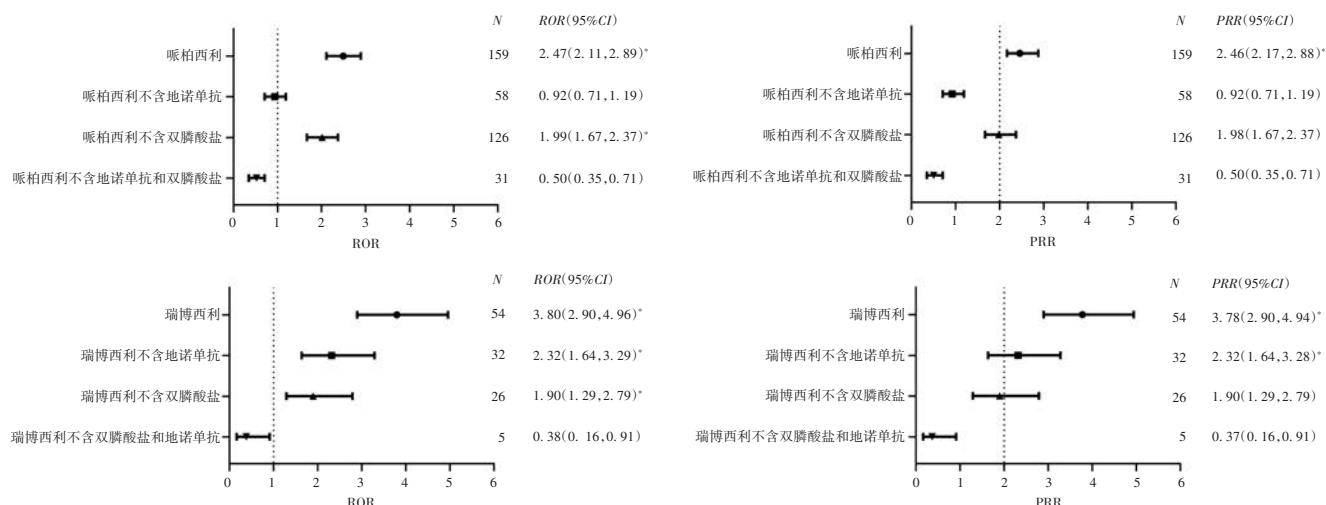 N ROR(95%CI)
哌柏西利 159 2.47(2.11,2.89)*
哌柏西利不含地诺单抗 58 0.92(0.71,1.19)
哌柏西利不含双膦酸盐 126 1.99(1.67,2.37)*
哌柏西利不含地诺单抗和双膦酸盐 31 0.50(0.35,0.71)
0 1 2 3 4 5 6
ROR
N PRR(95%CI)
哌柏西利 159 2.46(2.17,2.88)*
哌柏西利不含地诺单抗 58 0.92(0.71,1.19)
哌柏西利不含双膦酸盐 126 1.98(1.67,2.37)
哌柏西利不含地诺单抗和双膦酸盐 31 0.50(0.35,0.71)
0 1 2 3 4 5 6
PRR
N ROR(95%CI)
瑞博西利 54 3.80(2.90,4.96)*
瑞博西利不含地诺单抗 32 2.32(1.64,3.29)*
瑞博西利不含双膦酸盐 26 1.90(1.29,2.79)*
瑞博西利不含双膦酸盐和地诺单抗 5 0.38(0.16,0.91)
0 1 2 3 4 5 6
ROR
N PRR(95%CI)
瑞博西利 54 3.78(2.90,4.94)*
瑞博西利不含地诺单抗 32 2.32(1.64,3.28)*
瑞博西利不含双膦酸盐 26 1.90(1.29,2.79)
瑞博西利不含双膦酸盐和地诺单抗 5 0.37(0.16,0.91)
0 1 2 3 4 5 6
PRR